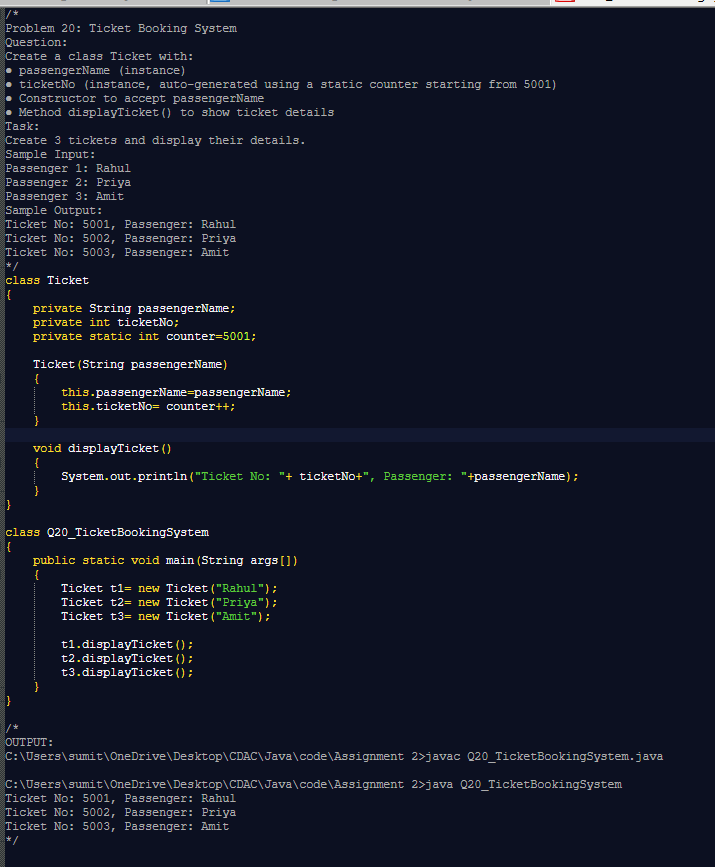 /*
Problem 20: Ticket Booking System
Question:
Create a class Ticket with:
● passengerName (instance)
● ticketNo (instance, auto-generated using a static counter starting from 5001)
● Constructor to accept passengerName
● Method displayTicket() to show ticket details
Task:
Create 3 tickets and display their details.
Sample Input:
Passenger 1: Rahul
Passenger 2: Priya
Passenger 3: Amit
Sample Output:
Ticket No: 5001, Passenger: Rahul
Ticket No: 5002, Passenger: Priya
Ticket No: 5003, Passenger: Amit
*/
class Ticket
{
    private String passengerName;
    private int ticketNo;
    private static int counter=5001;

    Ticket(String passengerName)
    {
        this.passengerName=passengerName;
        this.ticketNo= counter++;
    }

    void displayTicket()
    {
        System.out.println("Ticket No: "+ ticketNo+", Passenger: "+passengerName);
    }
}

class Q20_TicketBookingSystem
{
    public static void main(String args[])
    {
        Ticket t1= new Ticket("Rahul");
        Ticket t2= new Ticket("Priya");
        Ticket t3= new Ticket("Amit");

        t1.displayTicket();
        t2.displayTicket();
        t3.displayTicket();
    }
}

/*
OUTPUT:
C:\Users\sumit\OneDrive\Desktop\CDAC\Java\code\Assignment 2>javac Q20_TicketBookingSystem.java

C:\Users\sumit\OneDrive\Desktop\CDAC\Java\code\Assignment 2>java Q20_TicketBookingSystem
Ticket No: 5001, Passenger: Rahul
Ticket No: 5002, Passenger: Priya
Ticket No: 5003, Passenger: Amit
*/